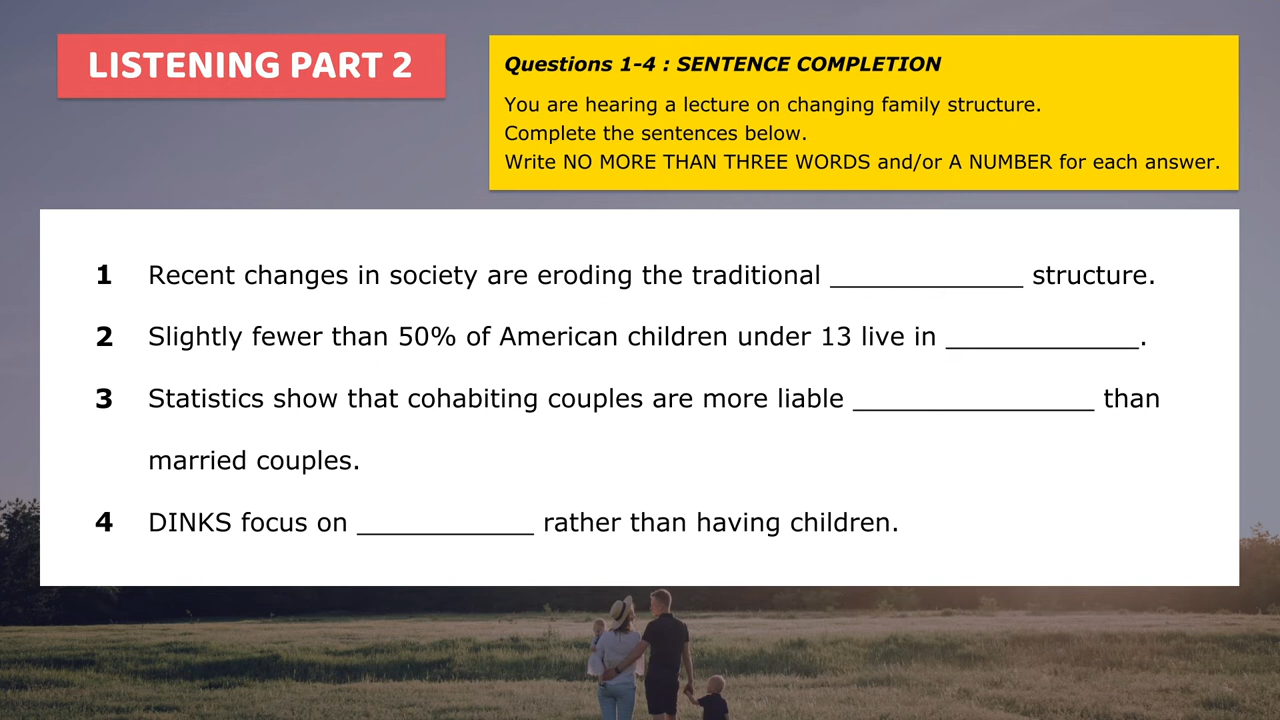 LISTENING PART 2
Questions 1-4 : SENTENCE COMPLETION
You are hearing a lecture on changing family structure.
Complete the sentences below.
Write NO MORE THAN THREE WORDS and/or A NUMBER for each answer.
1 Recent changes in society are eroding the traditional _____________ structure.
2 Slightly fewer than 50% of American children under 13 live in _____________.
3 Statistics show that cohabiting couples are more liable ________________ than
married couples.
4 DINKS focus on ____________ rather than having children.